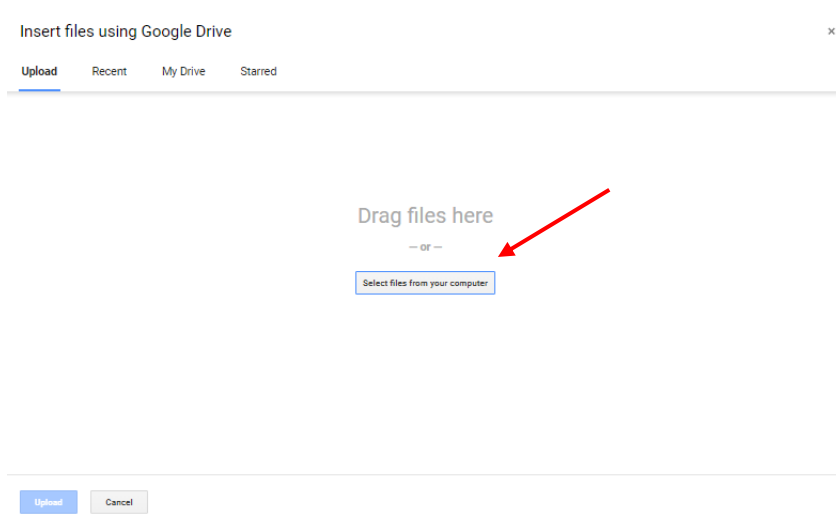 Insert files using Google Drive
×
Upload Recent My Drive Starred
Drag files here
— or —
Select files from your computer
Upload Cancel